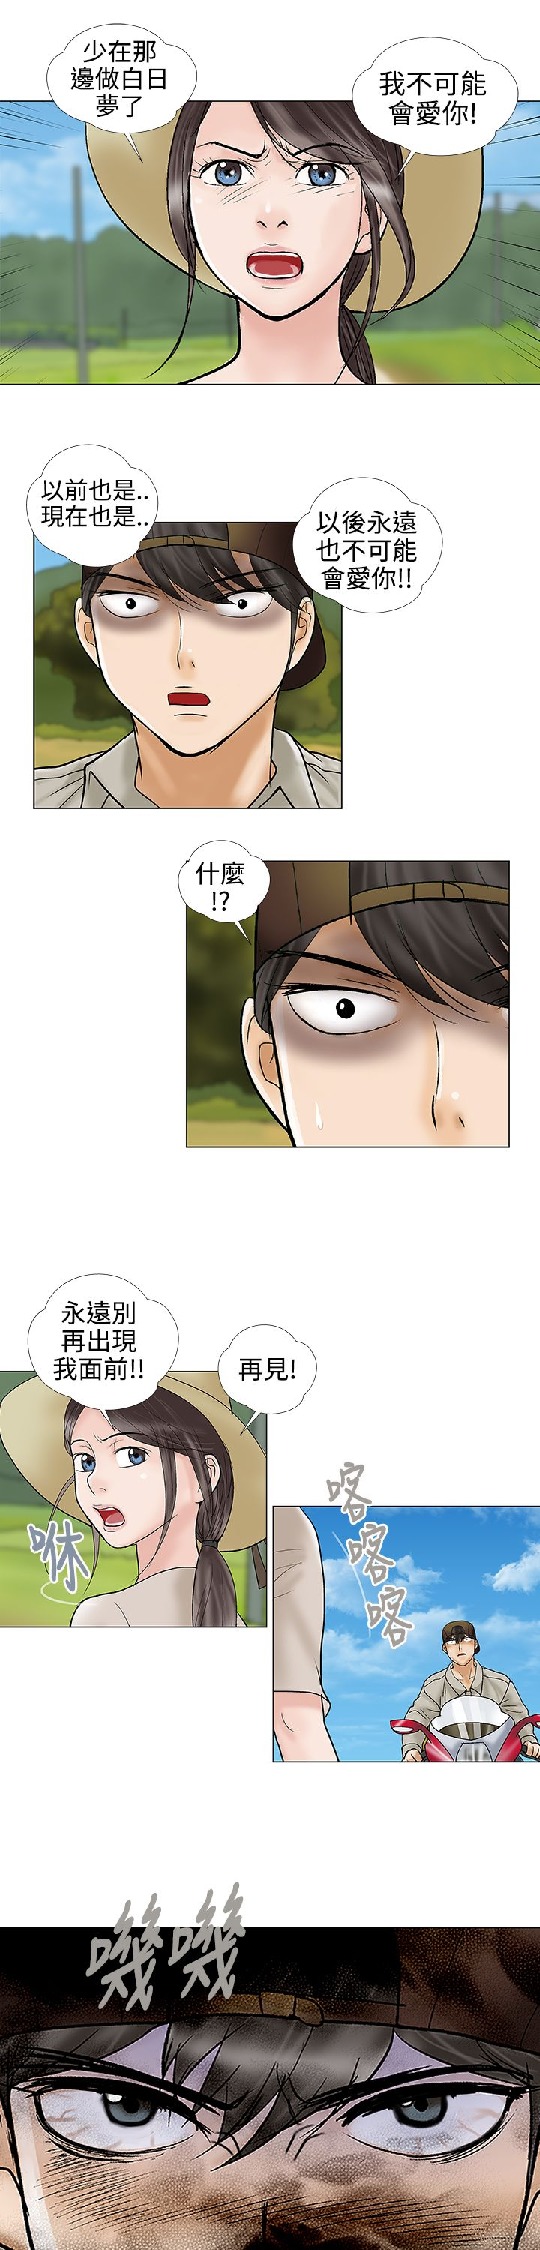 少在那
邊做白日
夢了
我不可能
會愛你!
以前也是..
現在也是..
以後永遠
也不可能
會愛你!!
什麼
!?
永遠別
再出現
我面前!!
再見!
咻
喀
喀
喀
嘰嘰